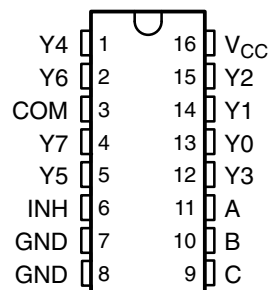 Y4 1 16 VCC
Y6 2 15 Y2
COM 3 14 Y1
Y7 4 13 Y0
Y5 5 12 Y3
INH 6 11 A
GND 7 10 B
GND 8 9 C